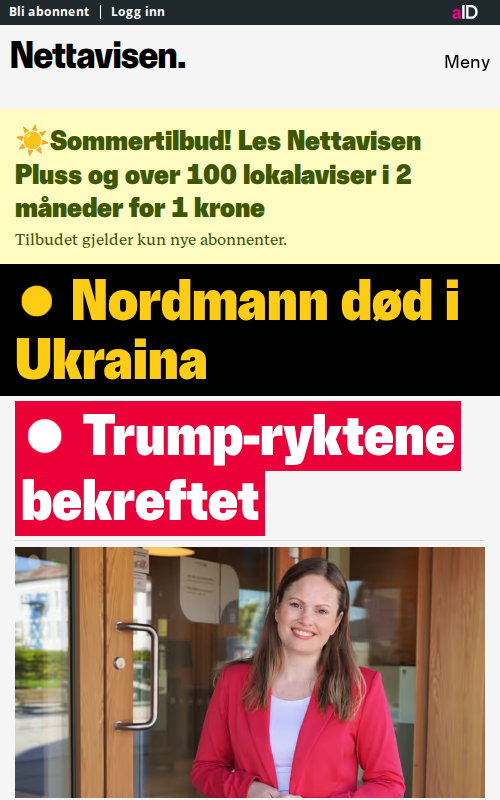 Bli abonnent
Logg inn
aID
Nettavisen.
Meny
Sommertilbud! Les Nettavisen
Pluss og over 100 lokalaviser i 2
måneder for 1 krone
Tilbudet gjelder kun nye abonnenter.
Nordmann død i
Ukraina
Trump-ryktene
bekreftet